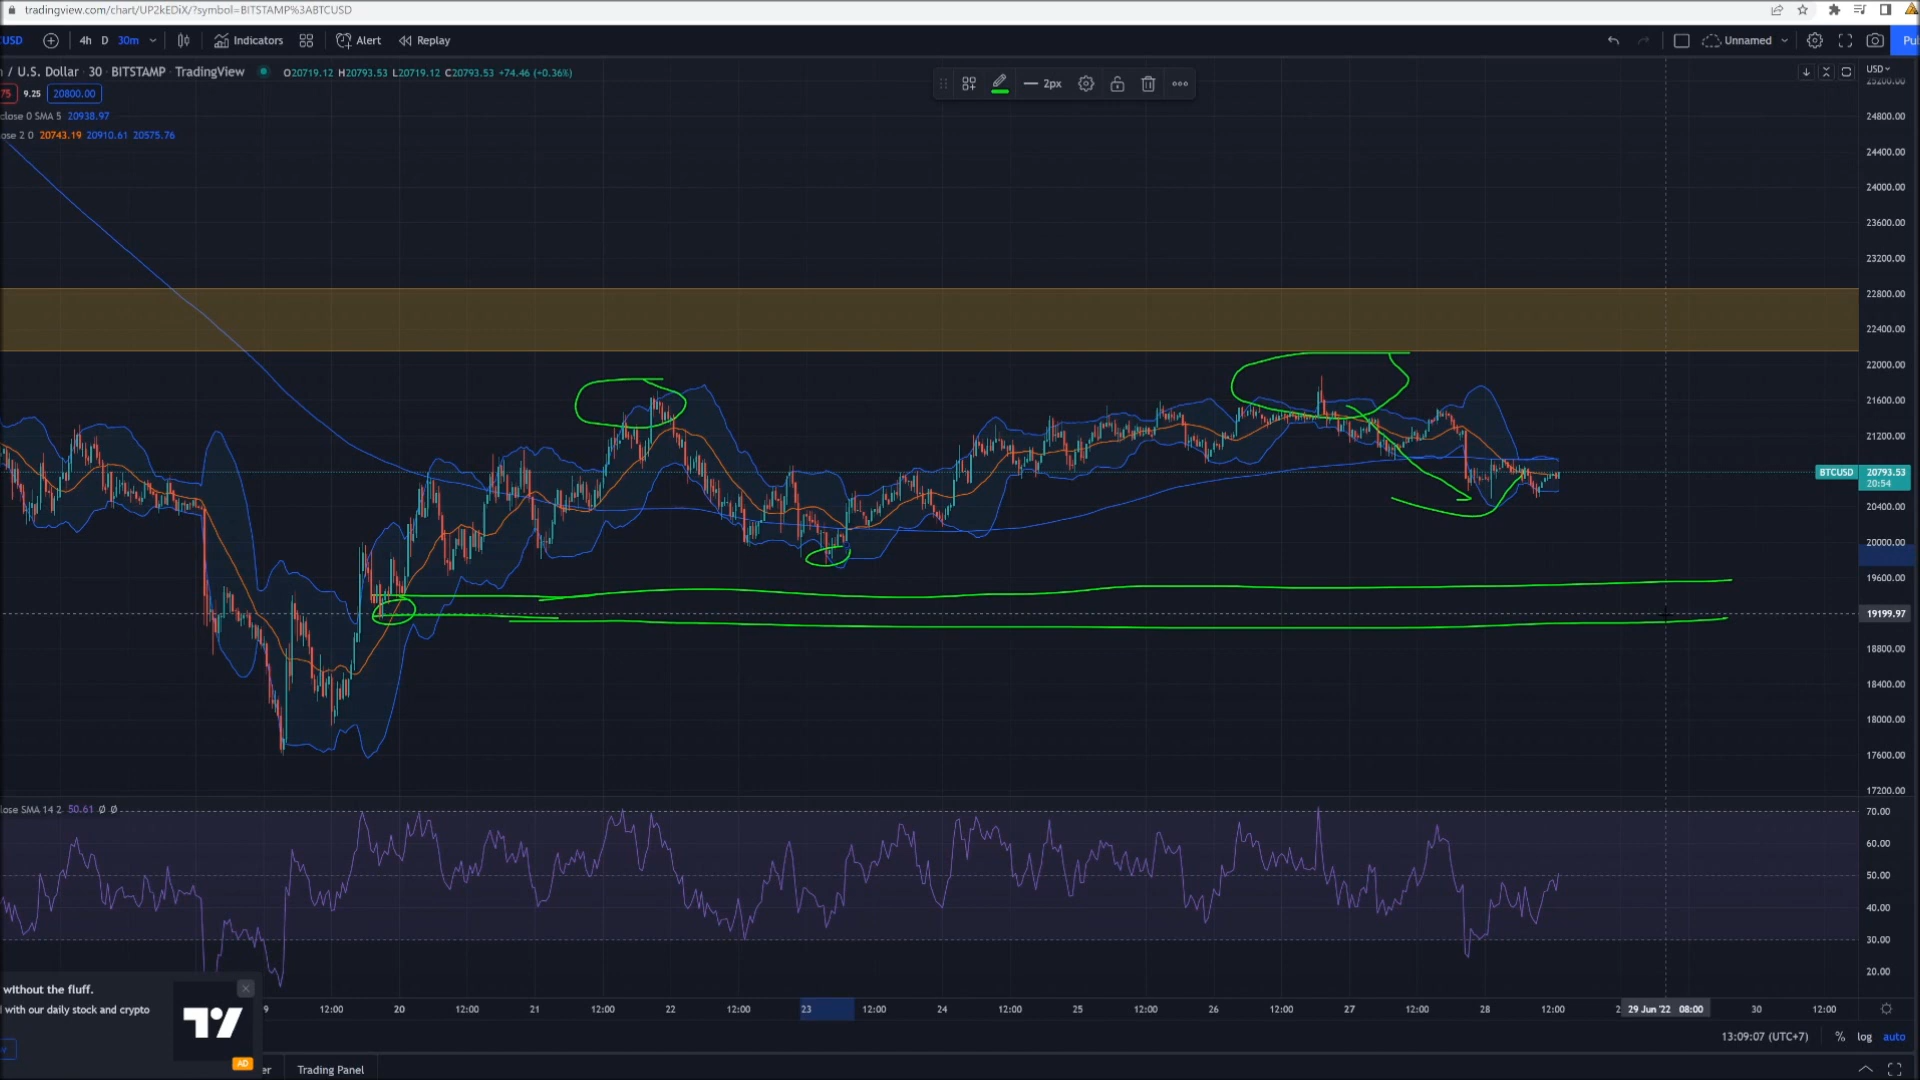 tradingview.com/chart/UP2kEDiX/?symbol=BITSTAMP%3ABTCUSD
USD 4h D 30m Indicators Alert Replay Unnamed
/ U.S. Dollar · 30 · BITSTAMP · TradingView O20719.12 H20793.53 L20719.12 C20793.53 +74.46 (+0.36%)
2px
USD
75 9.25 20800.00
close 0 SMA 5 20938.97
20743.19 20910.61 20575.76
25200.00
24800.00
24400.00
24000.00
23600.00
23200.00
22800.00
22400.00
22000.00
21600.00
21200.00
BTCUSD 20793.53
20:54
20400.00
20000.00
19600.00
19199.97
18800.00
18400.00
18000.00
17600.00
17200.00
lose SMA 14 2 50.61 Ø Ø
70.00
60.00
50.00
40.00
30.00
20.00
without the fluff.
with our daily stock and crypto
AD
9 12:00 20 12:00 21 12:00 22 12:00 23 12:00 24 12:00 25 12:00 26 12:00 27 12:00 28 12:00 2 29 Jun '22 08:00 30 12:00
13:09:07 (UTC+7) % log auto
er Trading Panel